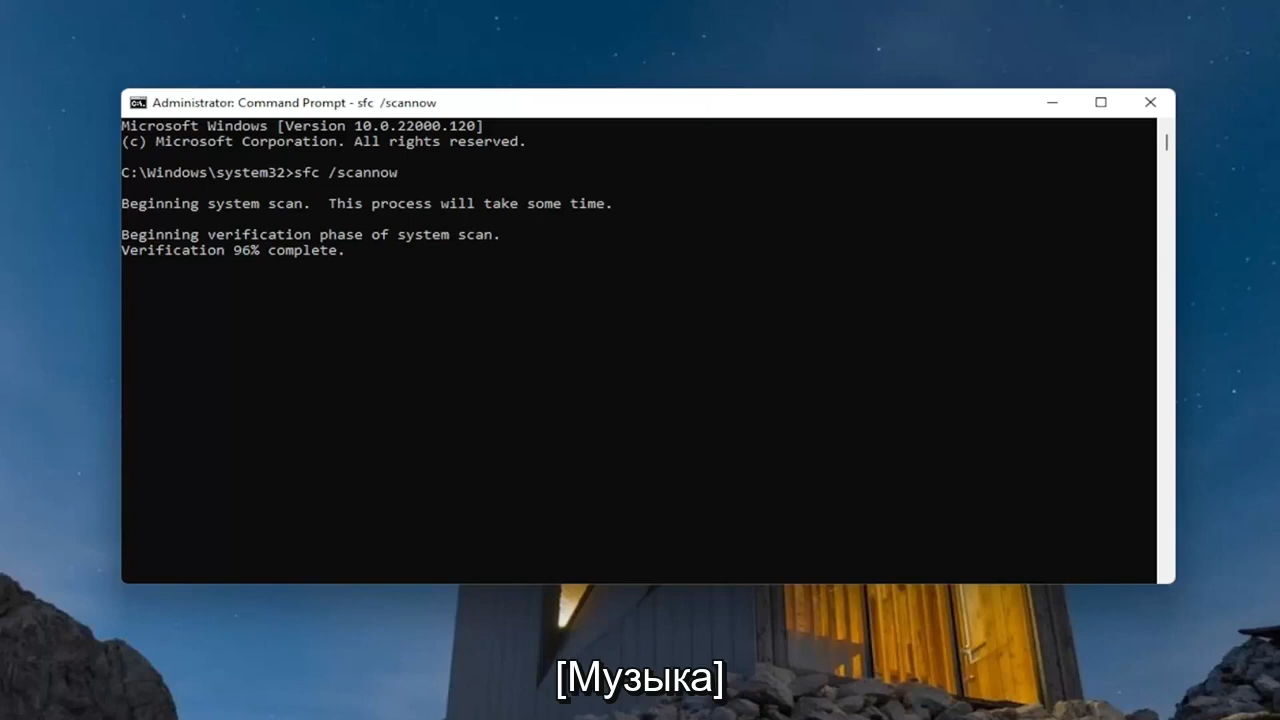 Administrator: Command Prompt - sfc  /scannow
Microsoft Windows [Version 10.0.22000.120]
(c) Microsoft Corporation. All rights reserved.
C:\Windows\system32>sfc /scannow
Beginning system scan.  This process will take some time.
Beginning verification phase of system scan.
Verification 96% complete.
[Музыка]